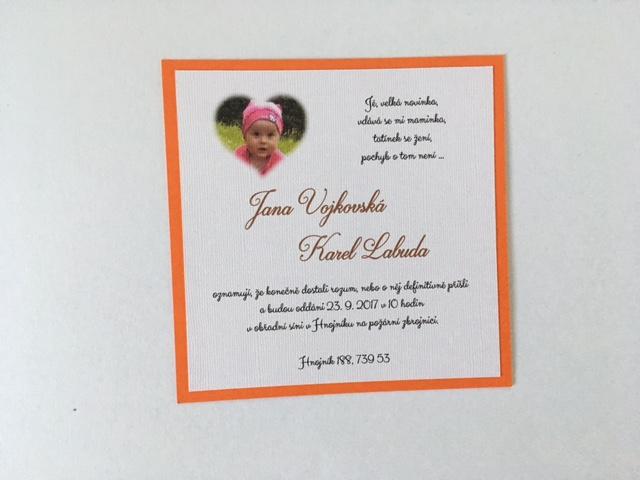 Jé, velká novinka,
vdává se mi maminka,
tatínek se žení,
pochyb o tom není ...
Jana Vojkovská
Karel Labuda
oznamují, že konečně dostali rozum, nebo o něj definitivně přišli
a budou oddáni 23. 9. 2017 v 10 hodin
v obřadní síni v Hnojníku na požární zbrojnici.
Hnojník 188, 739 53